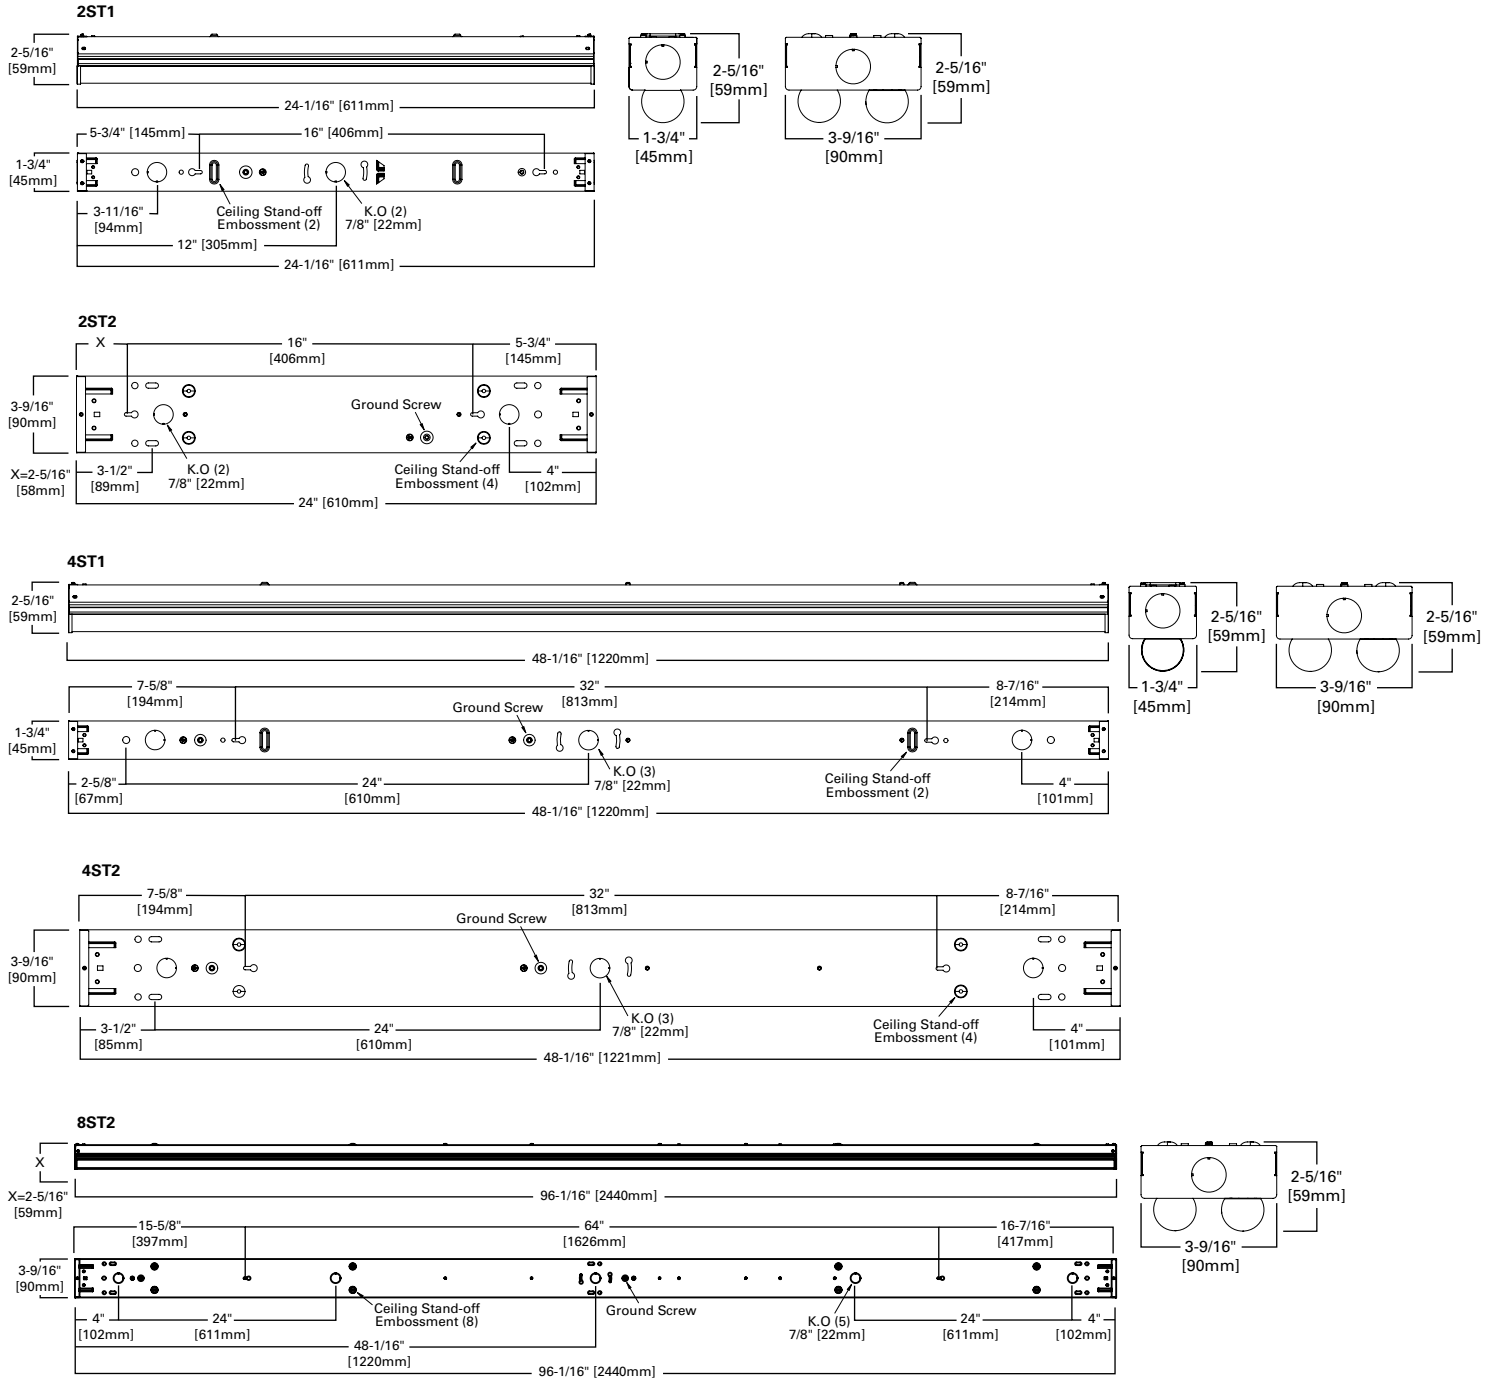 2ST1
2-5/16"
[59mm]
24-1/16" [611mm]
2-5/16"
[59mm]
1-3/4"
[45mm]
2-5/16"
[59mm]
3-9/16"
[90mm]
5-3/4" [145mm]
16" [406mm]
1-3/4"
[45mm]
3-11/16"
[94mm]
Ceiling Stand-off
Embossment (2)
K.O (2)
7/8" [22mm]
12" [305mm]
24-1/16" [611mm]
2ST2
X
16"
[406mm]
5-3/4"
[145mm]
3-9/16"
[90mm]
Ground Screw
X=2-5/16"
[58mm]
3-1/2"
[89mm]
K.O (2)
7/8" [22mm]
Ceiling Stand-off
Embossment (4)
4"
[102mm]
24" [610mm]
4ST1
2-5/16"
[59mm]
48-1/16" [1220mm]
2-5/16"
[59mm]
1-3/4"
[45mm]
2-5/16"
[59mm]
3-9/16"
[90mm]
7-5/8"
[194mm]
32"
[813mm]
8-7/16"
[214mm]
Ground Screw
1-3/4"
[45mm]
2-5/8"
[67mm]
24"
[610mm]
K.O (3)
7/8" [22mm]
Ceiling Stand-off
Embossment (2)
4"
[101mm]
48-1/16" [1220mm]
4ST2
7-5/8"
[194mm]
32"
[813mm]
8-7/16"
[214mm]
Ground Screw
3-9/16"
[90mm]
3-1/2"
[85mm]
24"
[610mm]
K.O (3)
7/8" [22mm]
Ceiling Stand-off
Embossment (4)
4"
[101mm]
48-1/16" [1221mm]
8ST2
X
X=2-5/16"
[59mm]
96-1/16" [2440mm]
2-5/16"
[59mm]
3-9/16"
[90mm]
15-5/8"
[397mm]
64"
[1626mm]
16-7/16"
[417mm]
3-9/16"
[90mm]
4"
[102mm]
24"
[611mm]
Ceiling Stand-off
Embossment (8)
Ground Screw
K.O (5)
7/8" [22mm]
24"
[611mm]
4"
[102mm]
48-1/16"
[1220mm]
96-1/16" [2440mm]